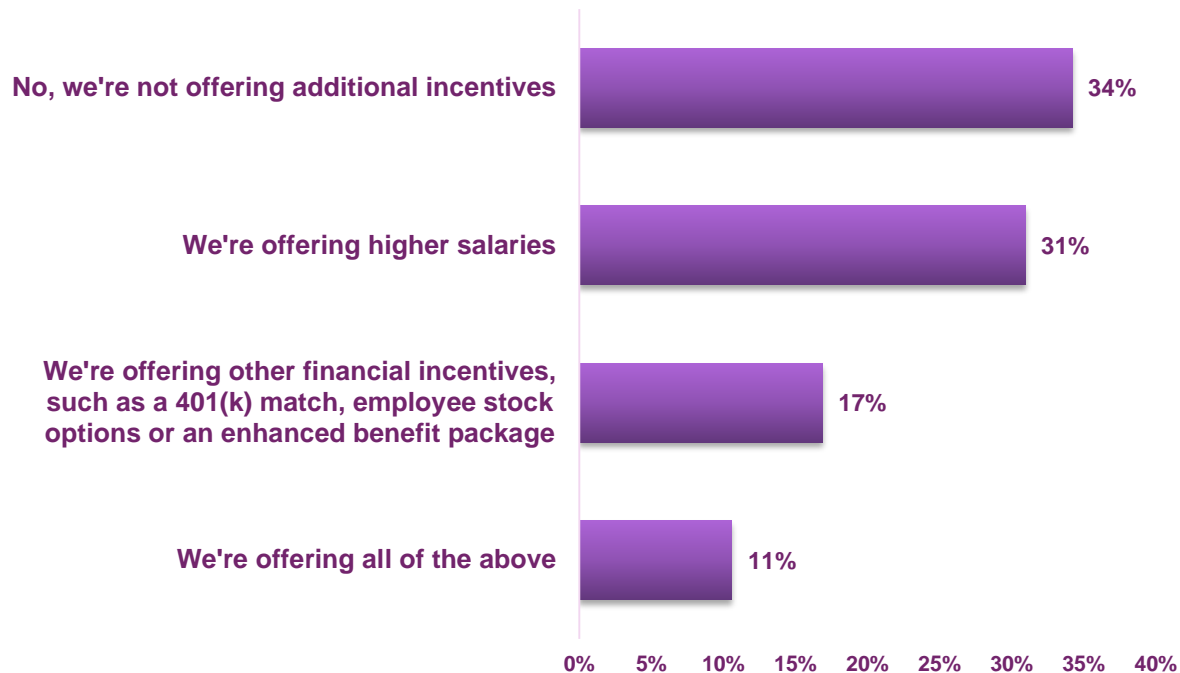 No, we're not offering additional incentives
34%
We're offering higher salaries
31%
We're offering other financial incentives,
such as a 401(k) match, employee stock
options or an enhanced benefit package
17%
We're offering all of the above
11%
0% 5% 10% 15% 20% 25% 30% 35% 40%